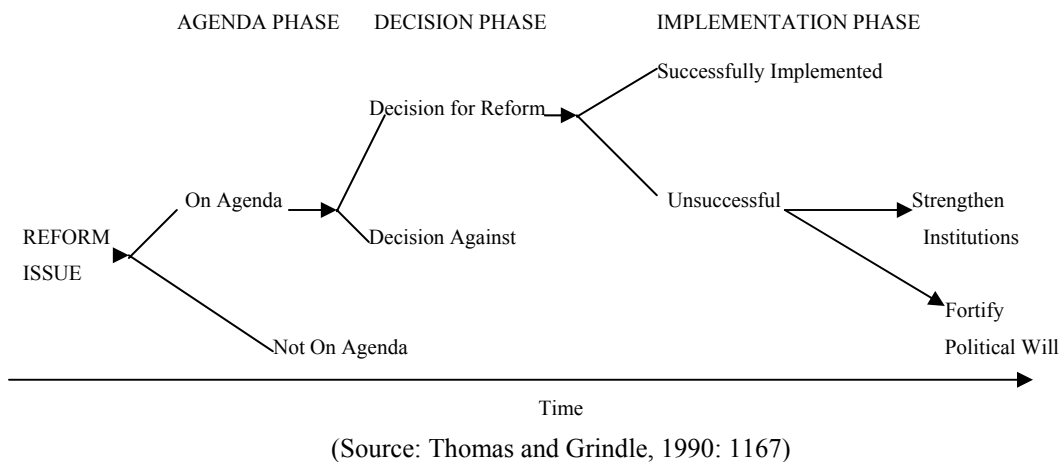 AGENDA PHASE DECISION PHASE IMPLEMENTATION PHASE
Successfully Implemented
Decision for Reform
On Agenda
Unsuccessful
Strengthen
Institutions
REFORM
ISSUE
Decision Against
Fortify
Political Will
Not On Agenda
Time
(Source: Thomas and Grindle, 1990: 1167)